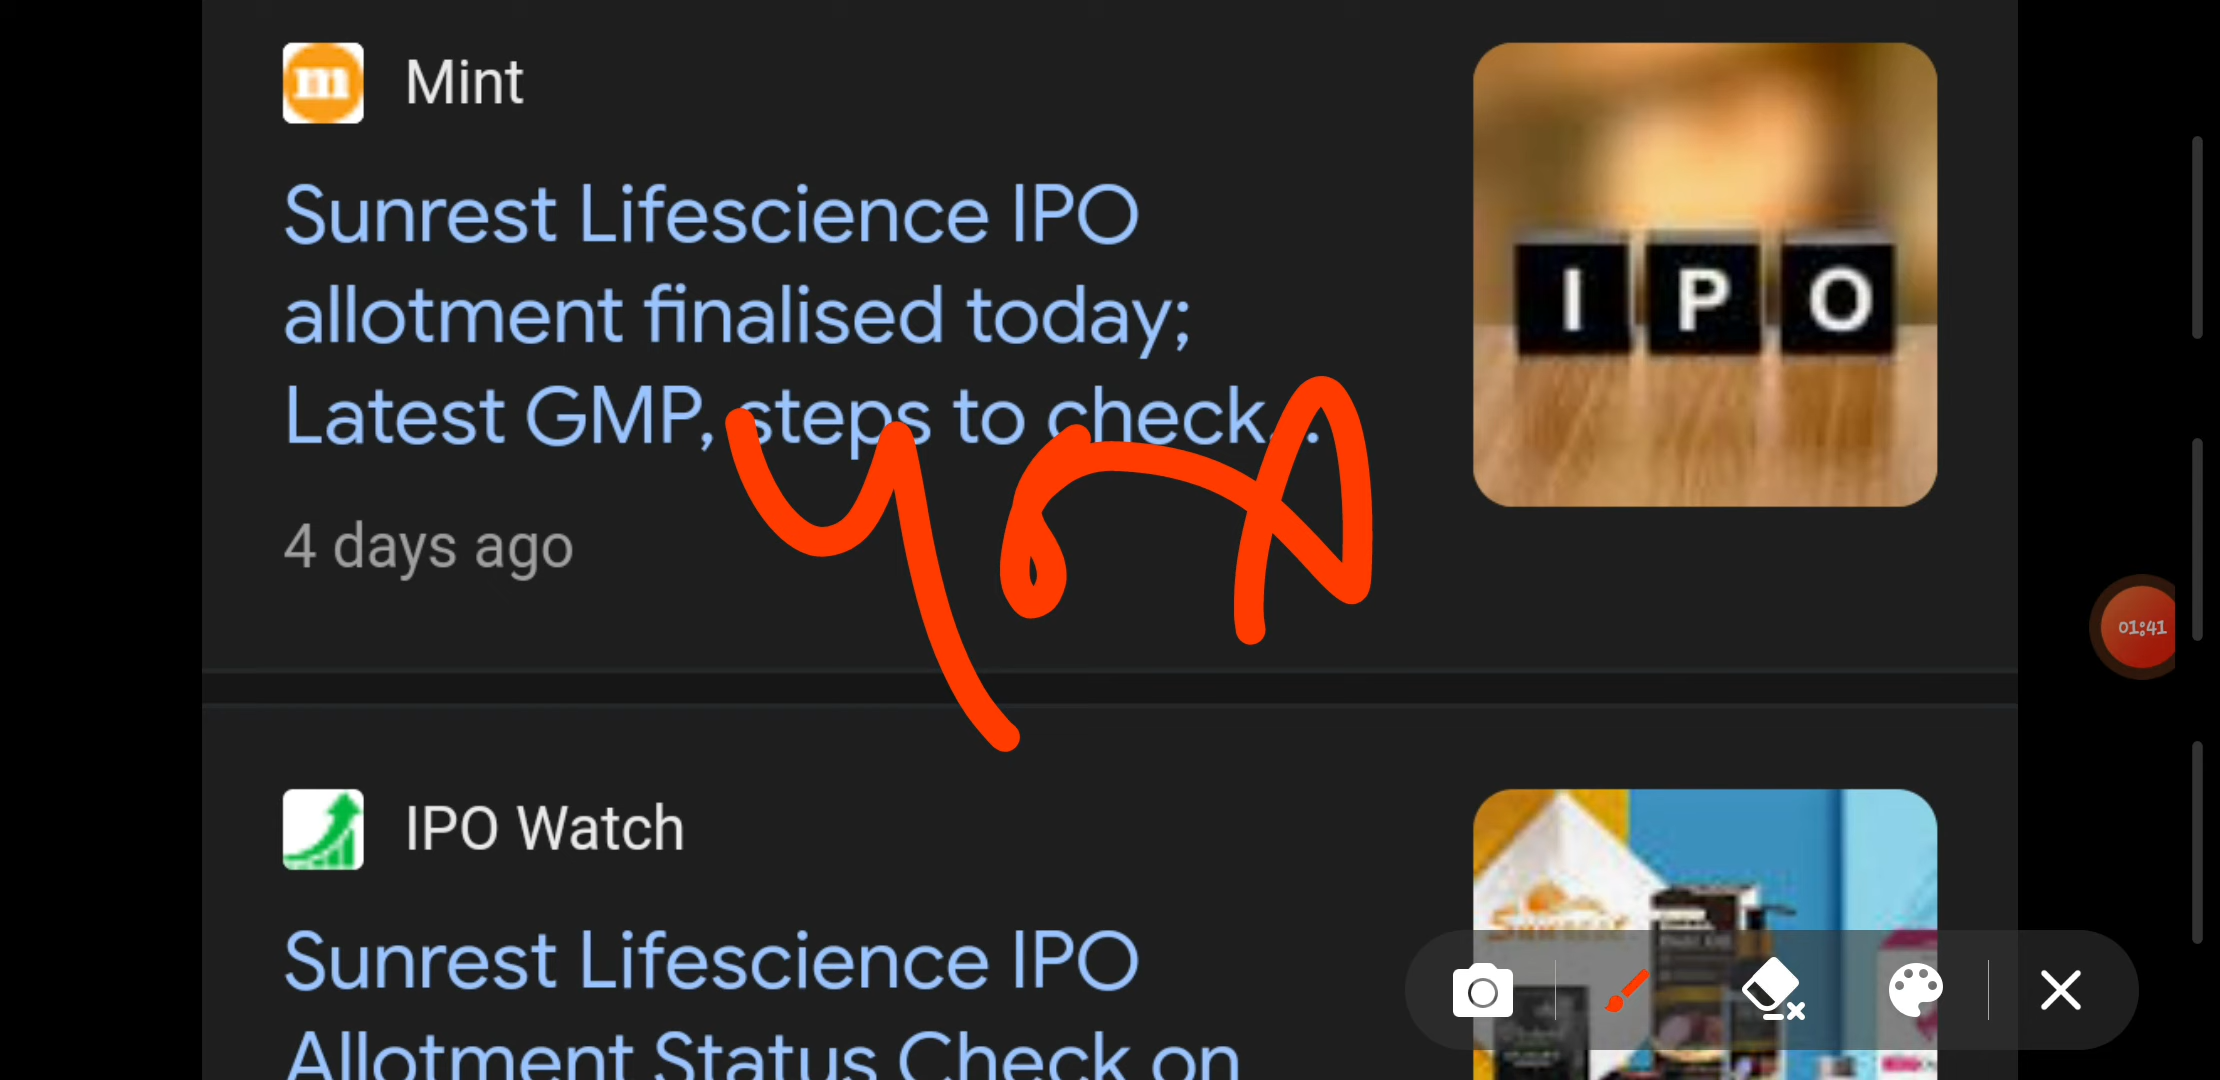 Mint
Sunrest Lifescience IPO
allotment finalised today;
Latest GMP, steps to check...
4 days ago
I P O
01:41
IPO Watch
Sunrest Lifescience IPO
Allotment Status Check on